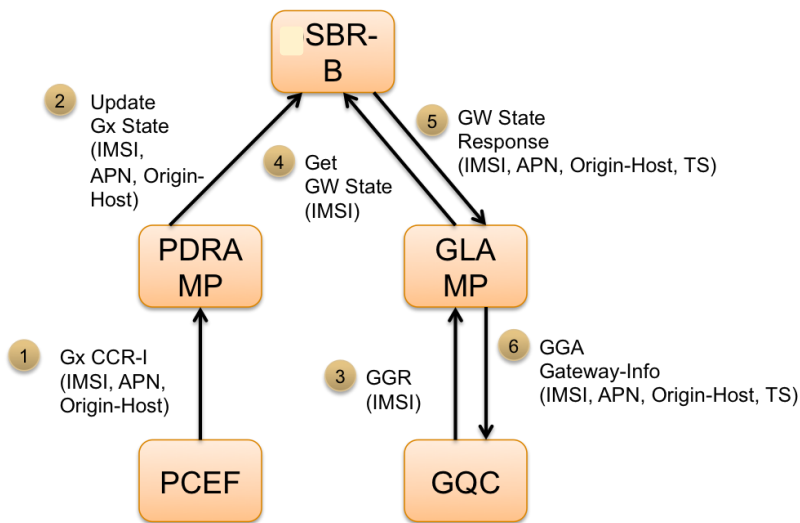 SBR-
B
2
Update
Gx State
(IMSI,
APN, Origin-
Host)
5
GW State
Response
(IMSI, APN, Origin-Host, TS)
4
Get
GW State
(IMSI)
PDRA
MP
GLA
MP
1
Gx CCR-I
(IMSI, APN,
Origin-Host)
3
GGR
(IMSI)
6
GGA
Gateway-Info
(IMSI, APN, Origin-Host, TS)
PCEF
GQC